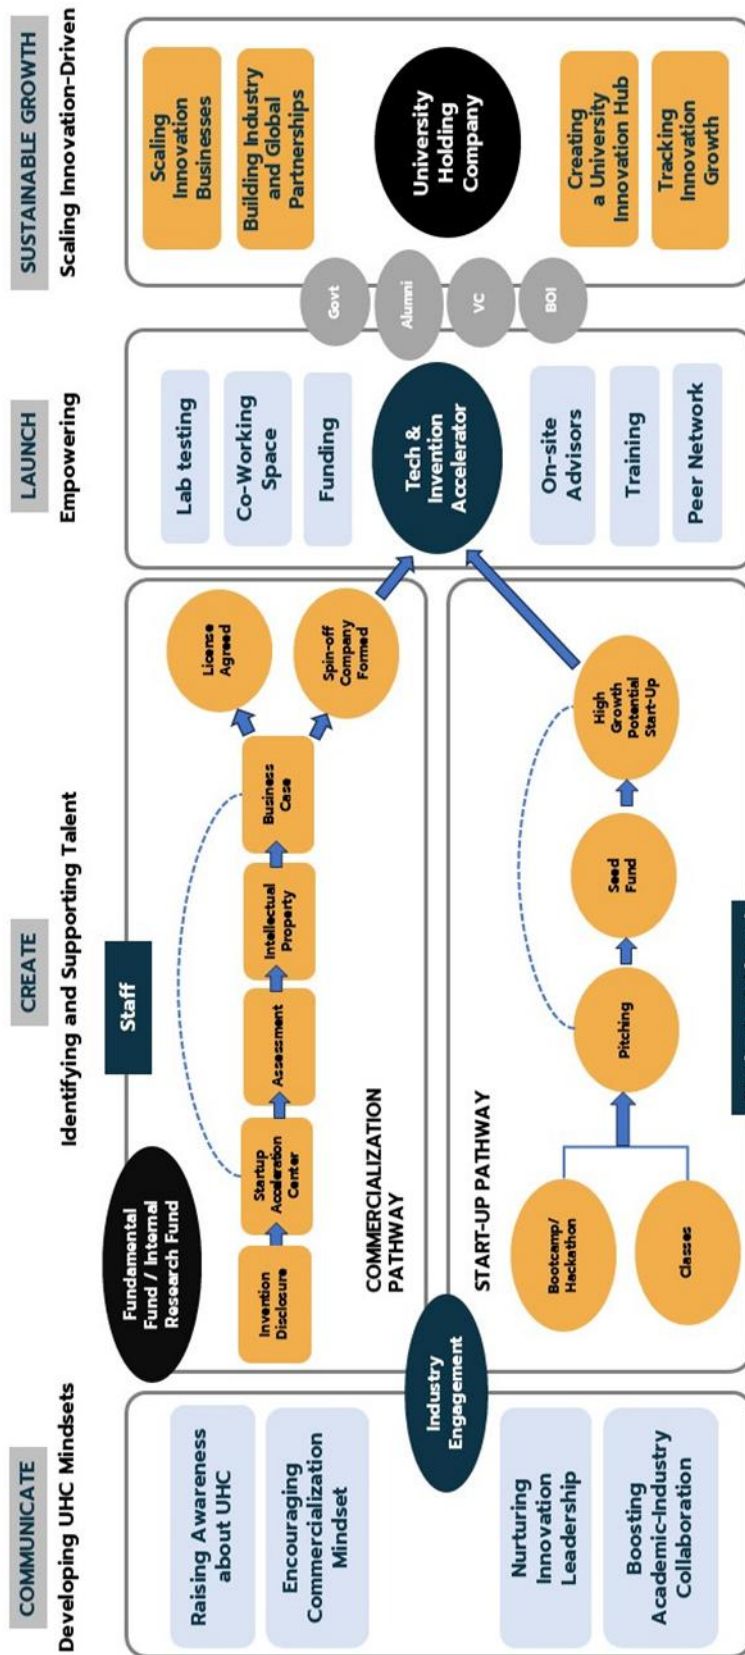 COMMUNICATE
Developing UHC Mindsets
Raising Awareness
about UHC
Encouraging
Commercialization
Mindset
Nurturing
Innovation
Leadership
Boosting
Academic-Industry
Collaboration
Industry
Engagement
CREATE
Identifying and Supporting Talent
Fundamental
Fund / Internal
Research Fund
Staff
Invention
Disclosure
Startup
Acceleration
Center
Assessment
Intellectual
Property
Business
Case
License
Agreed
Spin-off
Company
Formed
COMMERCIALIZATION
PATHWAY
START-UP PATHWAY
Bootcamp/
Hackathon
Classes
Pitching
Seed
Fund
High
Growth
Potential
Start-Up
LAUNCH
Empowering
Lab testing
Co-Working
Space
Funding
Tech &
Invention
Accelerator
On-site
Advisors
Training
Peer Network
Govt
Alumni
VC
BOI
SUSTAINABLE GROWTH
Scaling Innovation-Driven
Scaling
Innovation
Businesses
Building Industry
and Global
Partnerships
University
Holding
Company
Creating
a University
Innovation Hub
Tracking
Innovation
Growth